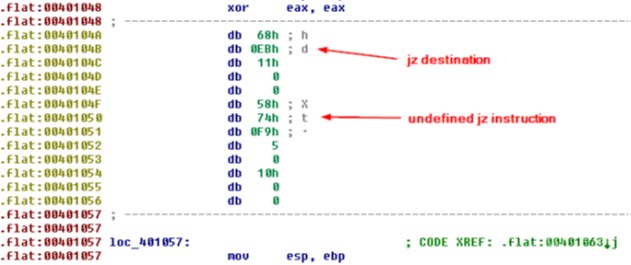 .flat:00401048 xor eax, eax
.flat:00401048 ; ---------------------------------------------------------------
.flat:0040104A db 68h ; h
.flat:0040104B db 0EBh ; d
jz destination
.flat:0040104C db 11h
.flat:0040104D db 0
.flat:0040104E db 0
.flat:0040104F db 58h ; X
.flat:00401050 db 74h ; t
undefined jz instruction
.flat:00401051 db 0F9h ; ·
.flat:00401052 db 5
.flat:00401053 db 0
.flat:00401054 db 10h
.flat:00401055 db 0
.flat:00401056 db 0
.flat:00401057 ; ---------------------------------------------------------------
.flat:00401057
.flat:00401057 loc_401057: ; CODE XREF: .flat:00401063↓j
.flat:00401057 mov esp, ebp